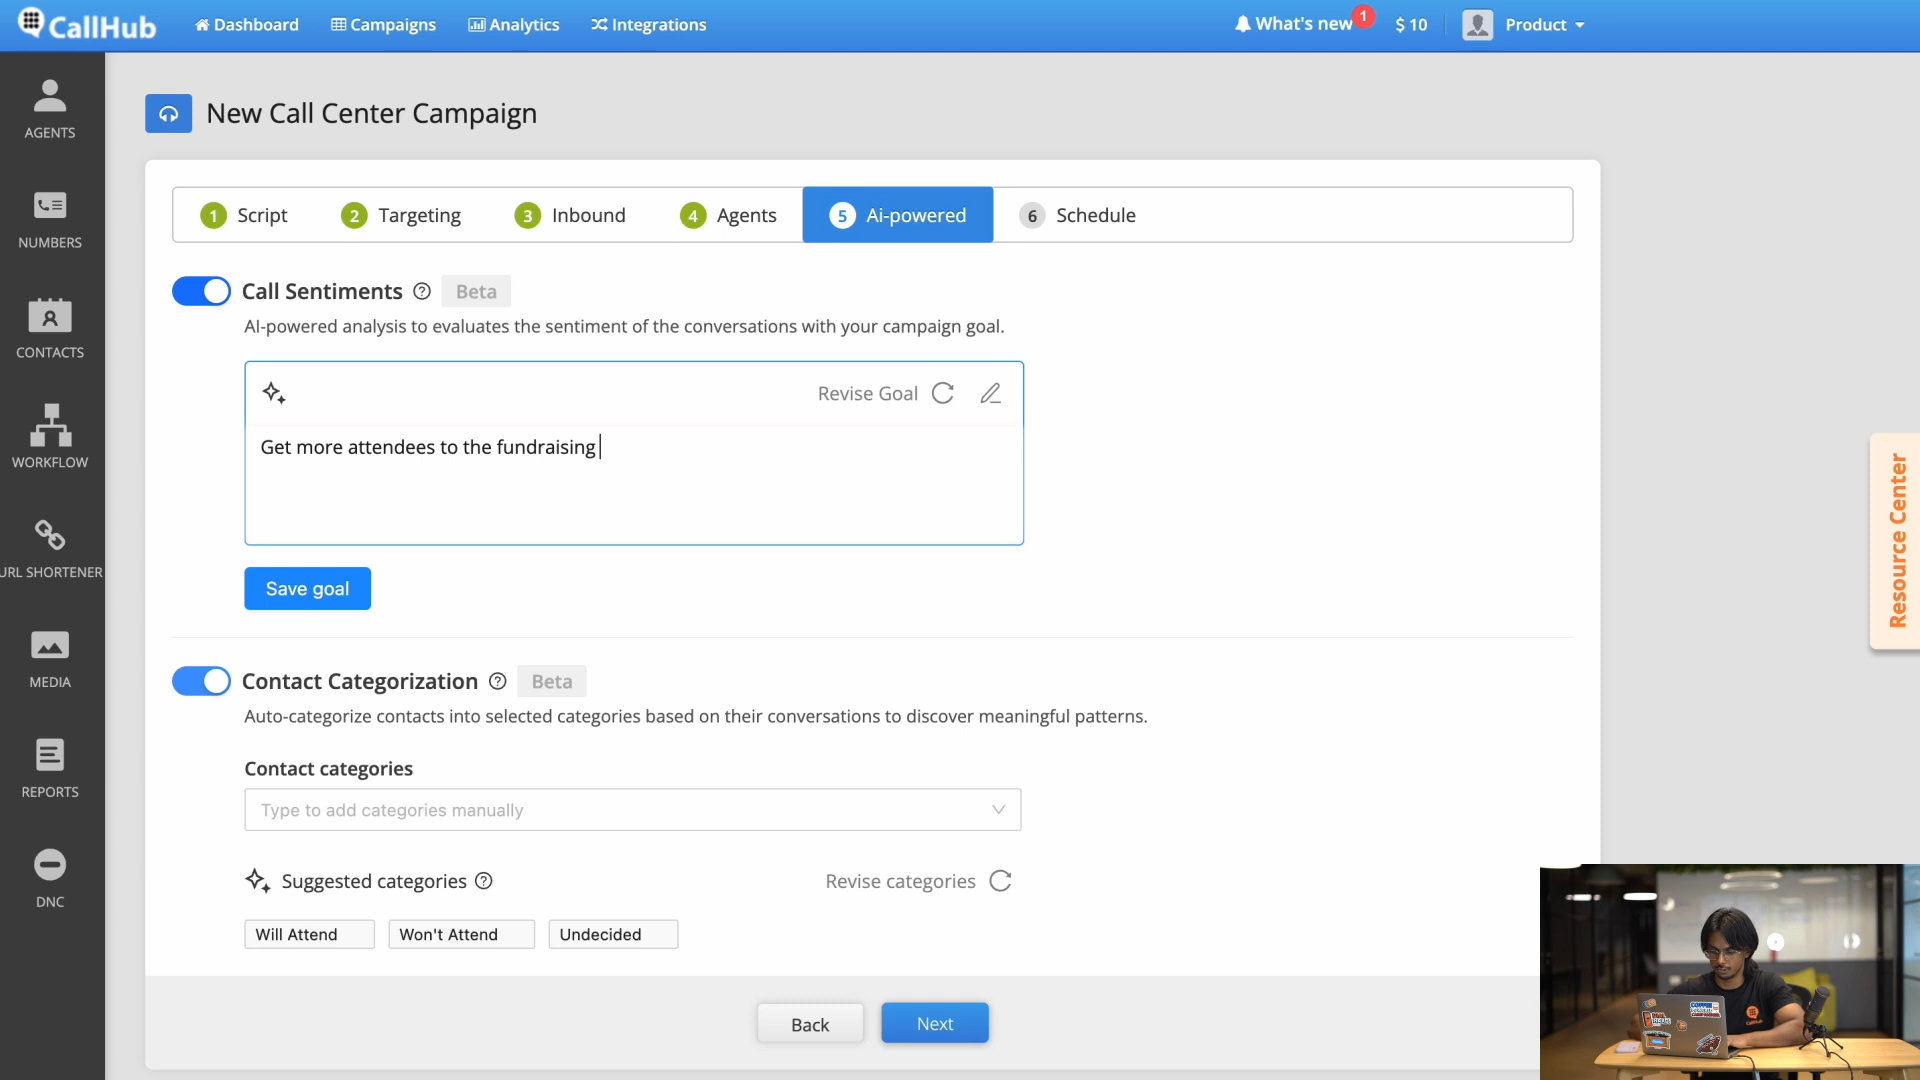 CallHub
Dashboard
Campaigns
Analytics
Integrations
What's new
1
$ 10
Product
AGENTS
NUMBERS
CONTACTS
WORKFLOW
URL SHORTENER
MEDIA
REPORTS
DNC
New Call Center Campaign
1 Script
2 Targeting
3 Inbound
4 Agents
5 Ai-powered
6 Schedule
Call Sentiments ? Beta
AI-powered analysis to evaluates the sentiment of the conversations with your campaign goal.
Revise Goal
Get more attendees to the fundraising
Save goal
Contact Categorization ? Beta
Auto-categorize contacts into selected categories based on their conversations to discover meaningful patterns.
Contact categories
Type to add categories manually
Suggested categories ?
Revise categories
Will Attend
Won't Attend
Undecided
Back
Next
Resource Center